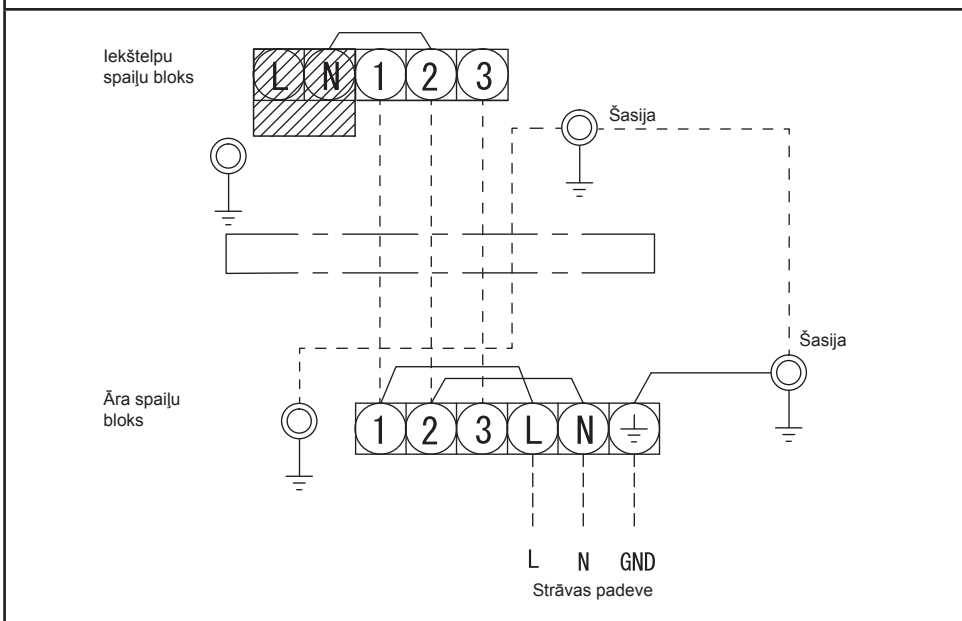 Iekštelpu
spaiļu bloks
L N 1 2 3
Šasija
Šasija
Āra spaiļu
bloks
1 2 3 L N
L N GND
Strāvas padeve